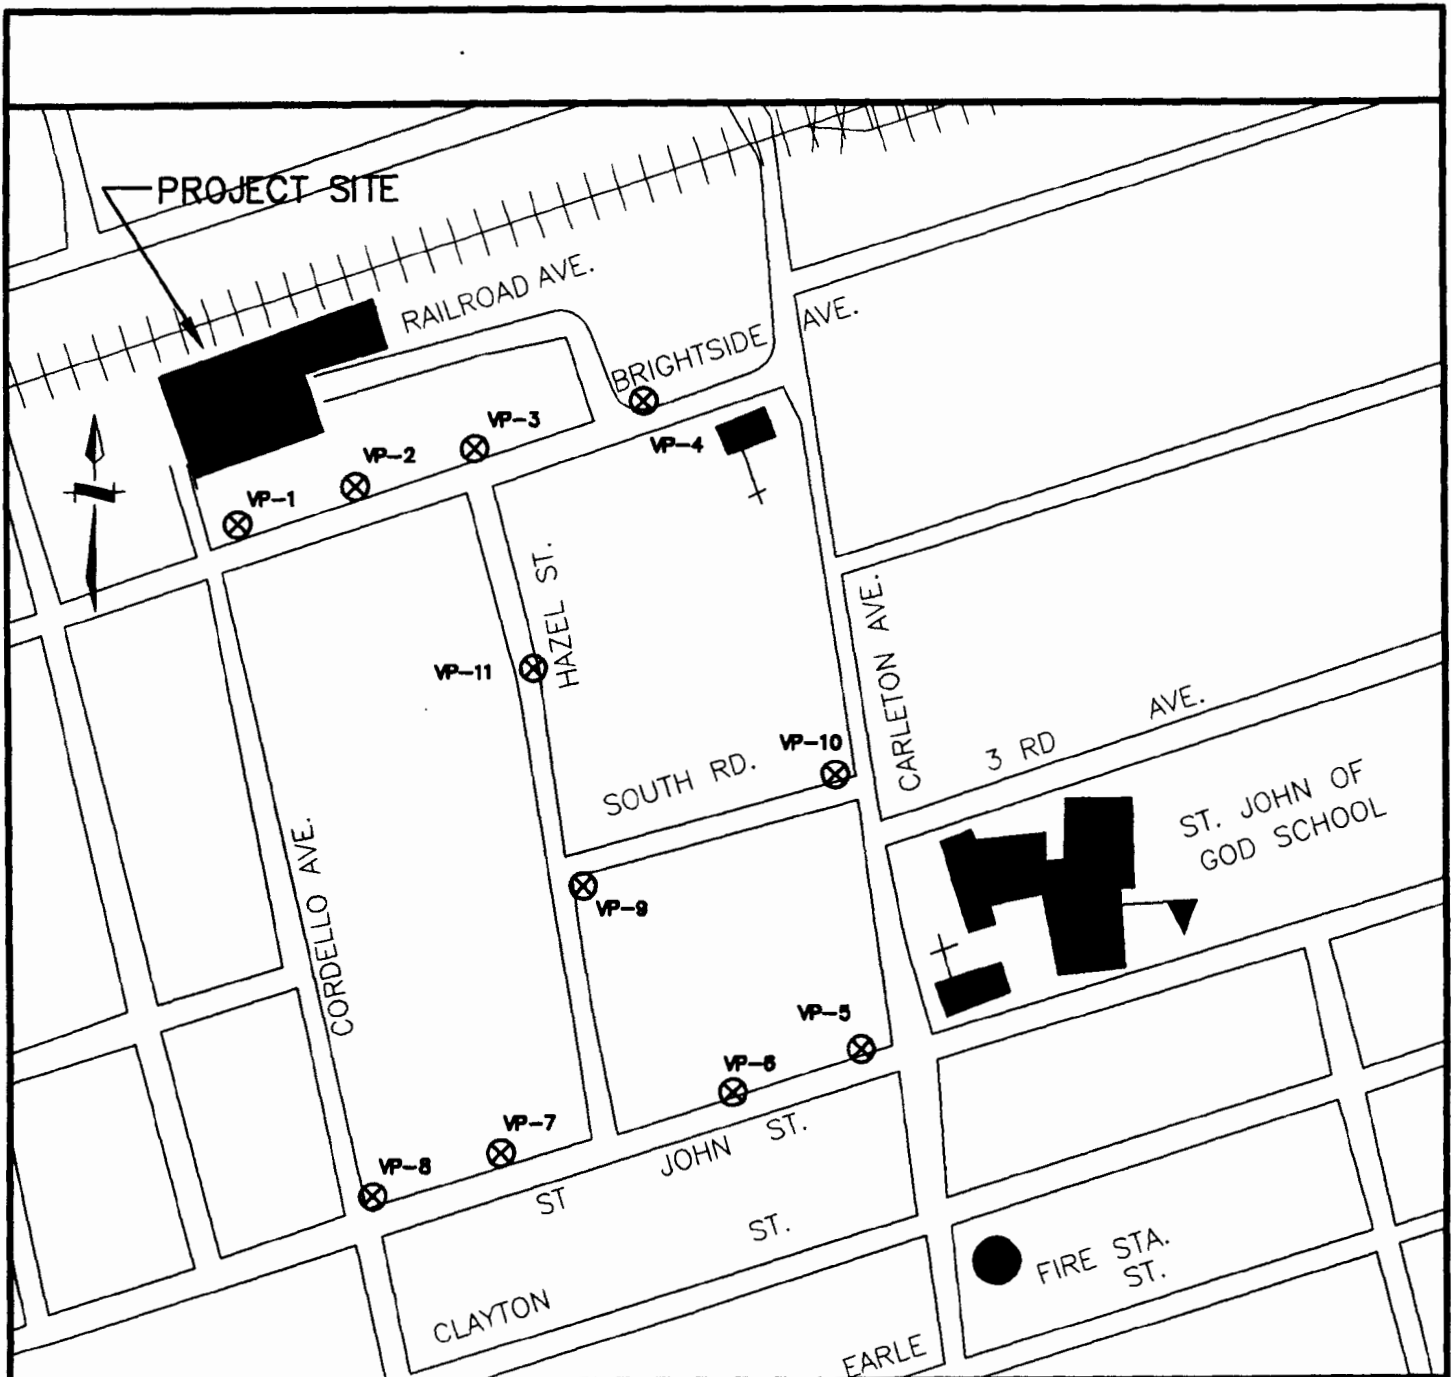 PROJECT SITE
RAILROAD AVE.
BRIGHTSIDE AVE.
VP-3
VP-4
VP-2
VP-1
HAZEL ST.
CARLETON AVE.
VP-11
3 RD AVE.
VP-10
SOUTH RD.
ST. JOHN OF
GOD SCHOOL
CORDELLO AVE.
VP-9
VP-5
VP-6
VP-7
VP-8
ST JOHN ST.
CLAYTON ST.
FIRE STA.
EARLE ST.